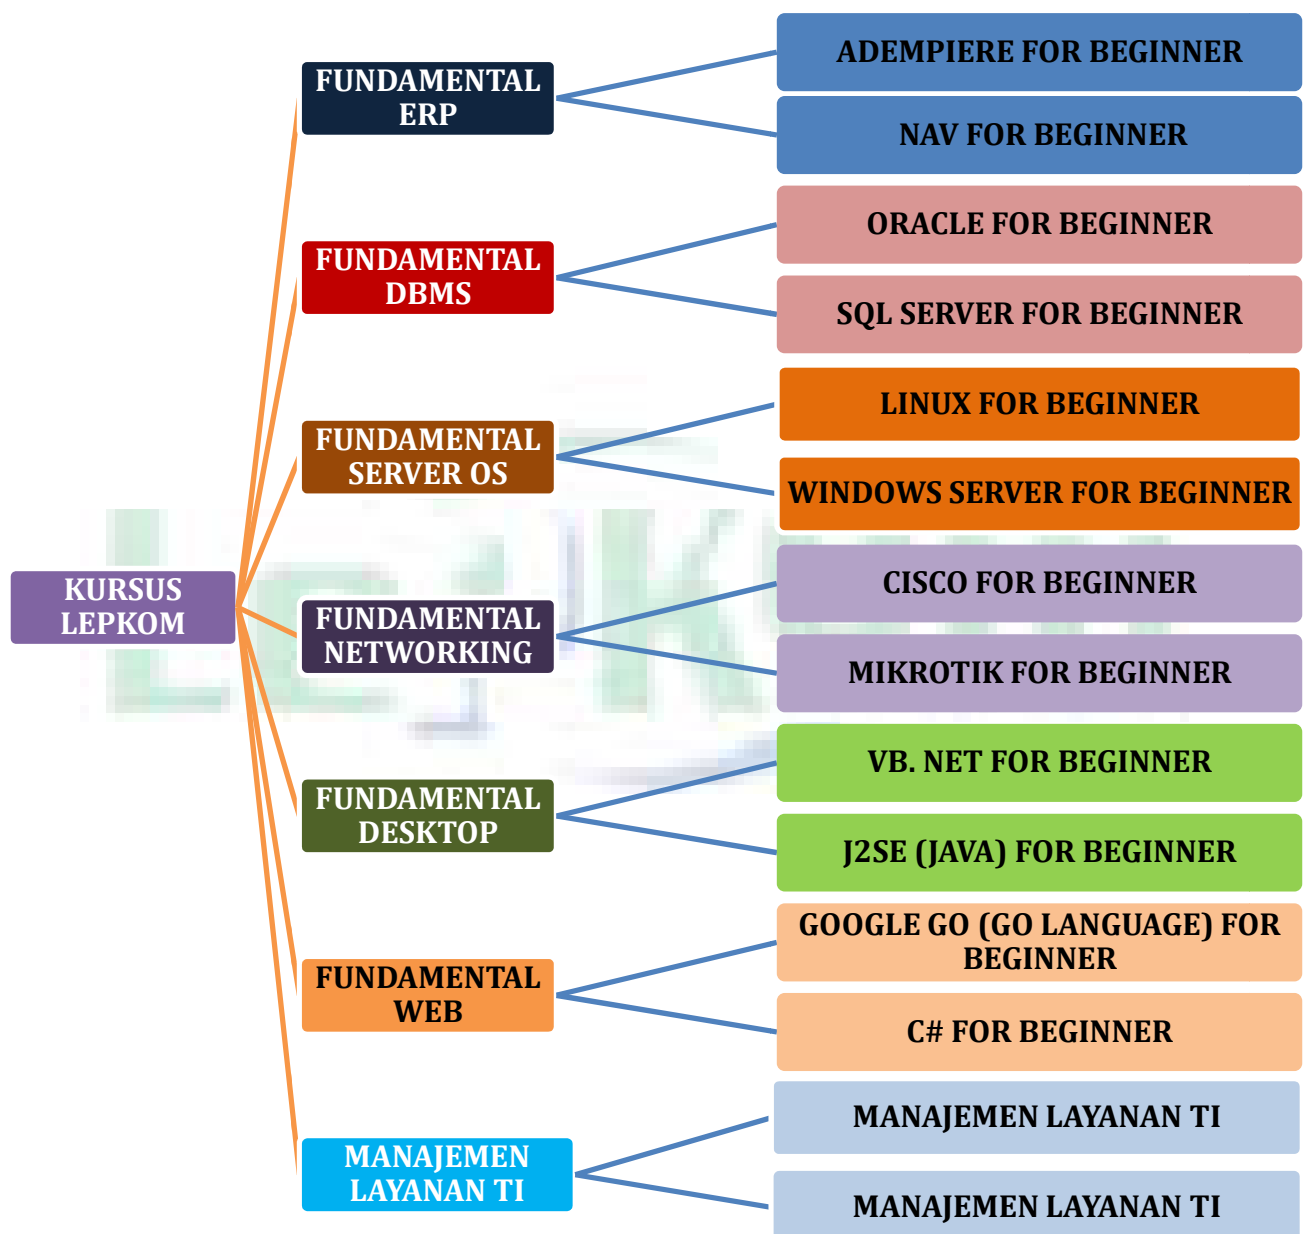 KURSUS
LEPKOM
FUNDAMENTAL
ERP
ADEMPIERE FOR BEGINNER
NAV FOR BEGINNER
FUNDAMENTAL
DBMS
ORACLE FOR BEGINNER
SQL SERVER FOR BEGINNER
FUNDAMENTAL
SERVER OS
LINUX FOR BEGINNER
WINDOWS SERVER FOR BEGINNER
FUNDAMENTAL
NETWORKING
CISCO FOR BEGINNER
MIKROTIK FOR BEGINNER
FUNDAMENTAL
DESKTOP
VB. NET FOR BEGINNER
J2SE (JAVA) FOR BEGINNER
FUNDAMENTAL
WEB
GOOGLE GO (GO LANGUAGE) FOR
BEGINNER
C# FOR BEGINNER
MANAJEMEN
LAYANAN TI
MANAJEMEN LAYANAN TI
MANAJEMEN LAYANAN TI